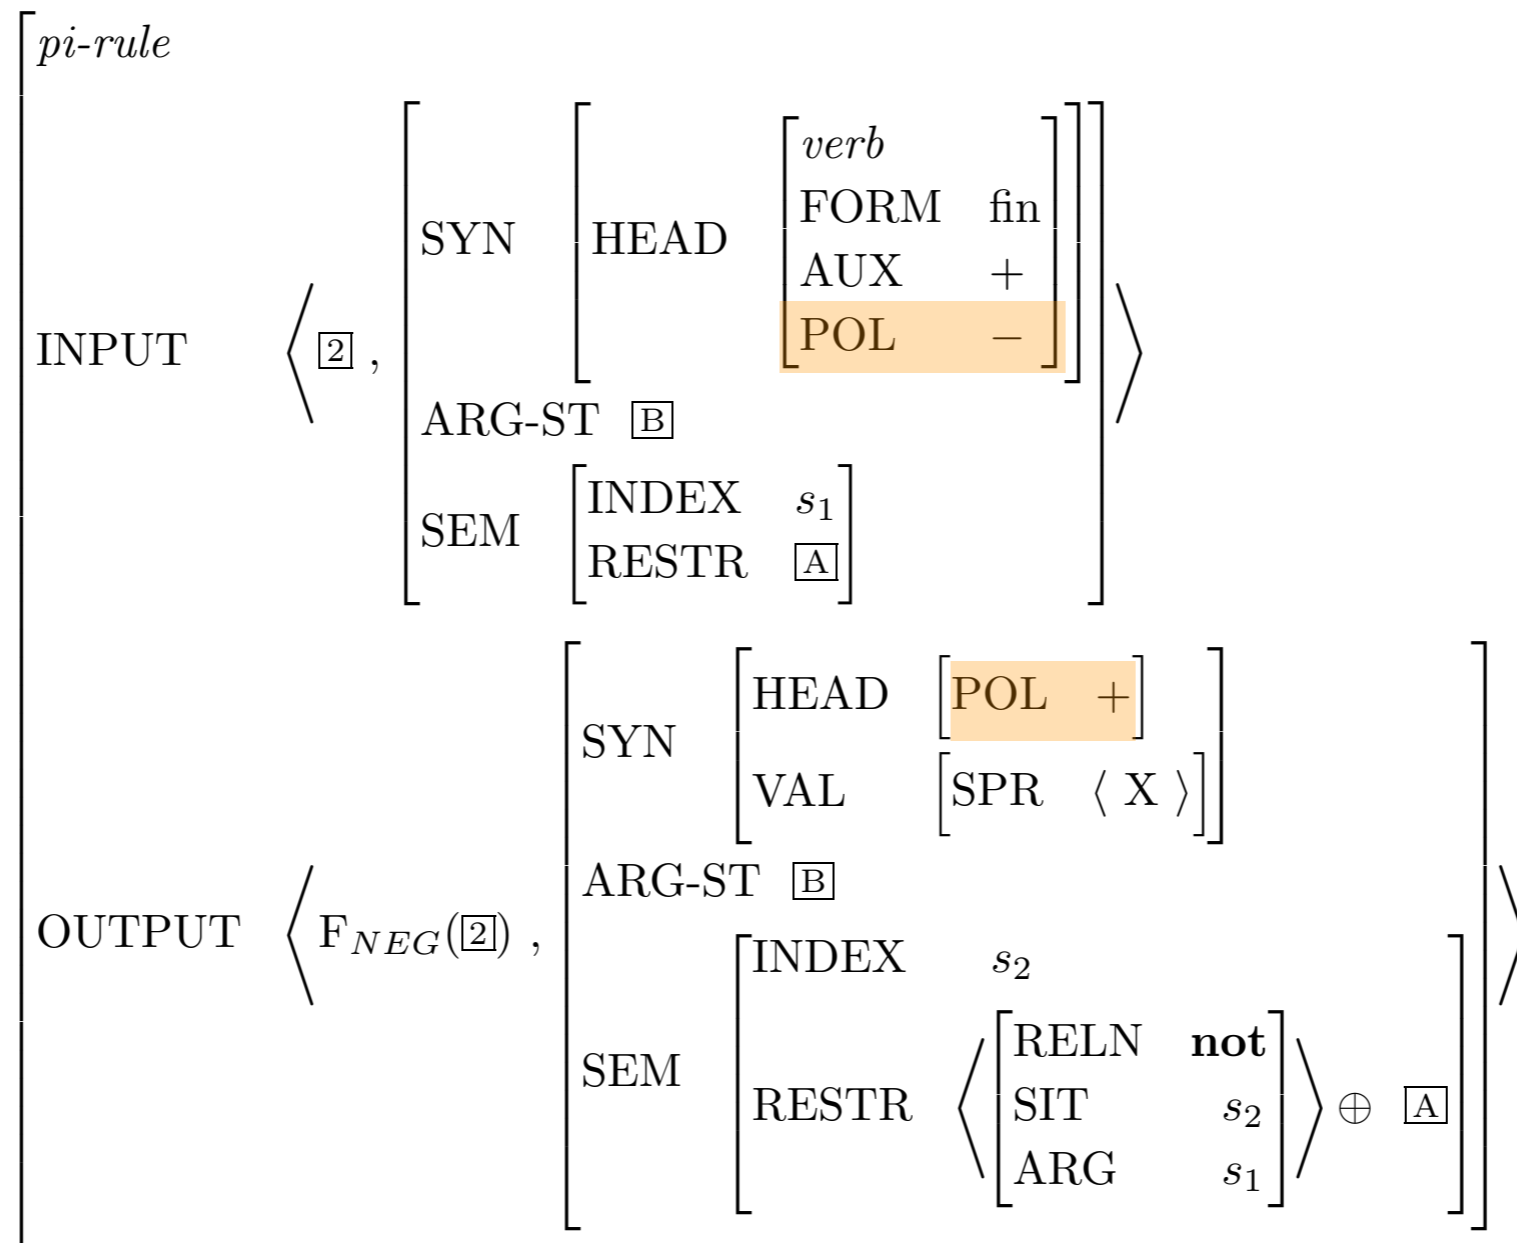 pi-rule
verb
FORM fin
SYN HEAD
AUX +
POL −
INPUT ⟨ 2 , ⟩
ARG-ST B
INDEX s1
SEM
RESTR A
HEAD [POL +]
SYN
VAL [SPR ⟨ X ⟩]
ARG-ST B
OUTPUT ⟨ FNEG(2) , ⟩
INDEX s2
RELN not
SEM
RESTR ⟨ SIT s2 ⟩ ⊕ A
ARG s1